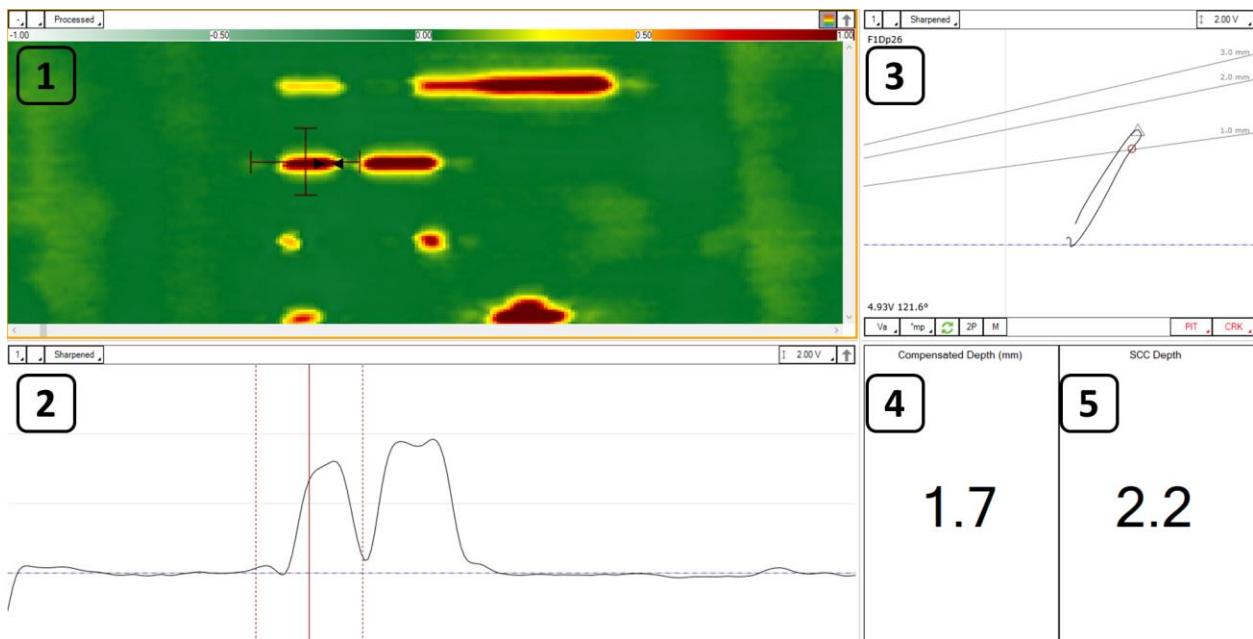 Processed
-1.00 -0.50 0.00 0.50 1.00
1
1 Sharpened 2.00 V
2
1 Sharpened 2.00 V
F1Dp26
3
3.0 mm
2.0 mm
1.0 mm
4.93V 121.6°
Va °mp 2P M PIT CRK
Compensated Depth (mm)
4
1.7
SCC Depth
5
2.2